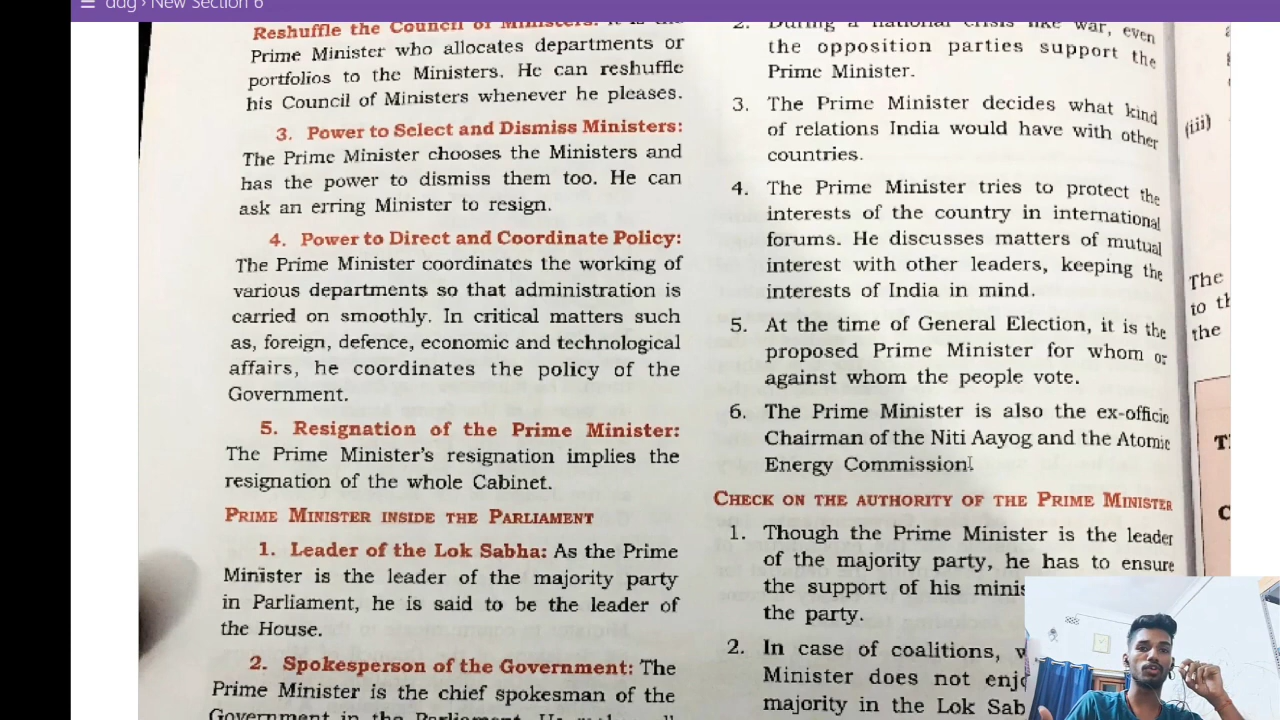 dag › New Section 6
Reshuffle the Council of Ministers: It is the
Prime Minister who allocates departments or
portfolios to the Ministers. He can reshuffle
his Council of Ministers whenever he pleases.
3. Power to Select and Dismiss Ministers:
The Prime Minister chooses the Ministers and
has the power to dismiss them too. He can
ask an erring Minister to resign.
4. Power to Direct and Coordinate Policy:
The Prime Minister coordinates the working of
various departments so that administration is
carried on smoothly. In critical matters such
as, foreign, defence, economic and technological
affairs, he coordinates the policy of the
Government.
5. Resignation of the Prime Minister:
The Prime Minister's resignation implies the
resignation of the whole Cabinet.
PRIME MINISTER INSIDE THE PARLIAMENT
1. Leader of the Lok Sabha: As the Prime
Minister is the leader of the majority party
in Parliament, he is said to be the leader of
the House.
2. Spokesperson of the Government: The
Prime Minister is the chief spokesman of the
Government in the Parliament. He makes all
2. During a national crisis like war, even
the opposition parties support the
Prime Minister.
3. The Prime Minister decides what kind
of relations India would have with other
countries.
4. The Prime Minister tries to protect the
interests of the country in international
forums. He discusses matters of mutual
interest with other leaders, keeping the
interests of India in mind.
5. At the time of General Election, it is the
proposed Prime Minister for whom or
against whom the people vote.
6. The Prime Minister is also the ex-officio
Chairman of the Niti Aayog and the Atomic
Energy Commission.
CHECK ON THE AUTHORITY OF THE PRIME MINISTER
1. Though the Prime Minister is the leader
of the majority party, he has to ensure
the support of his minis
the party.
2. In case of coalitions, w
Minister does not enjo
majority in the Lok Sab
(iii)
The
to th
the
T
C